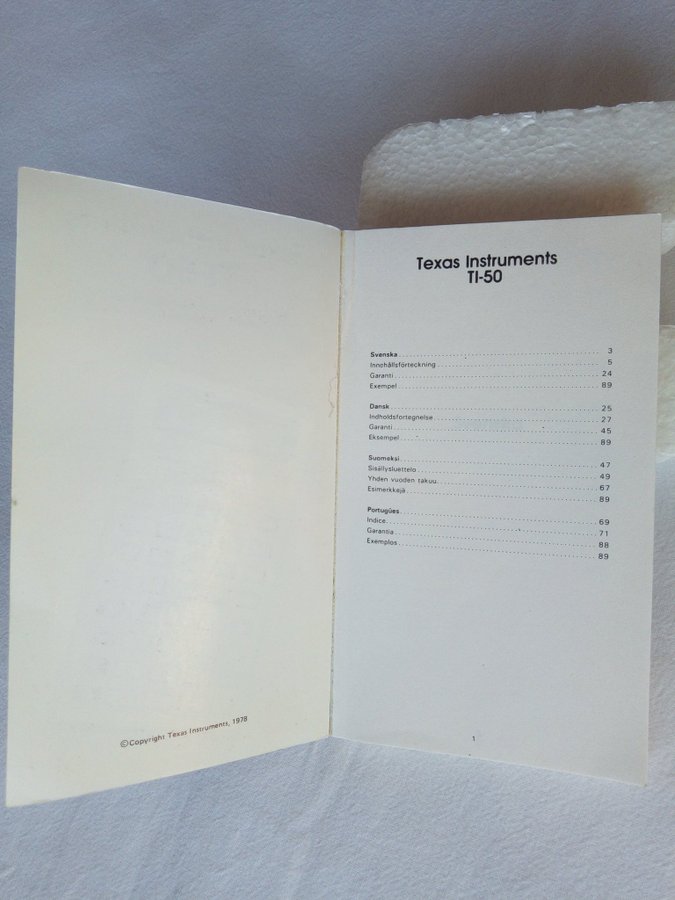 ©Copyright Texas Instruments, 1978
Texas Instruments
TI-50
Svenska 3
Innehållsförteckning 5
Garanti 24
Exempel 89
Dansk 25
Indholdsfortegnelse 27
Garanti 45
Eksempel 89
Suomeksi 47
Sisällysluettelo 49
Yhden vuoden takuu 67
Esimerkkejä 89
Portugües 69
Indice 71
Garantia 88
Exemplos 89
1